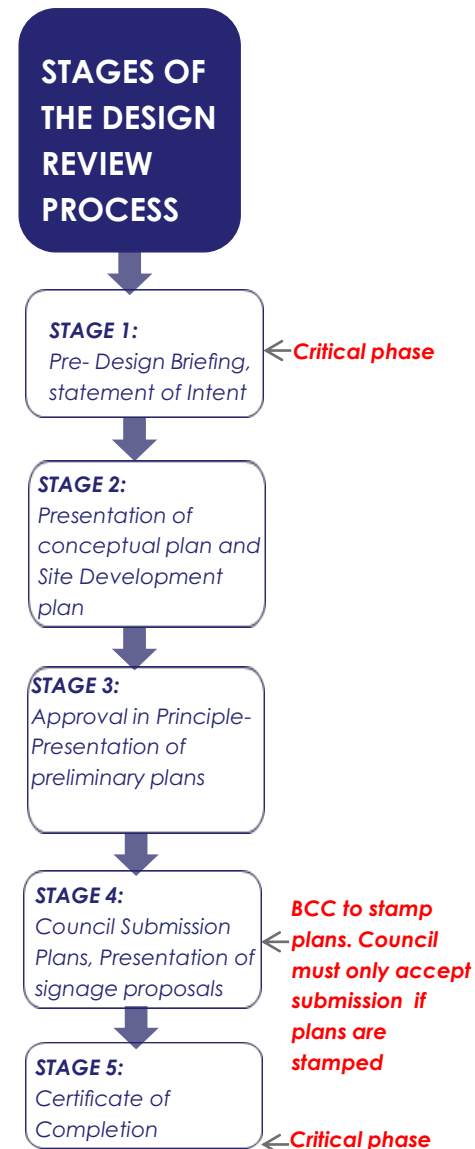 STAGES OF
THE DESIGN
REVIEW
PROCESS
STAGE 1:
Pre- Design Briefing,
statement of Intent
Critical phase
STAGE 2:
Presentation of
conceptual plan and
Site Development
plan
STAGE 3:
Approval in Principle-
Presentation of
preliminary plans
STAGE 4:
Council Submission
Plans, Presentation of
signage proposals
BCC to stamp
plans. Council
must only accept
submission if
plans are
stamped
STAGE 5:
Certificate of
Completion
Critical phase